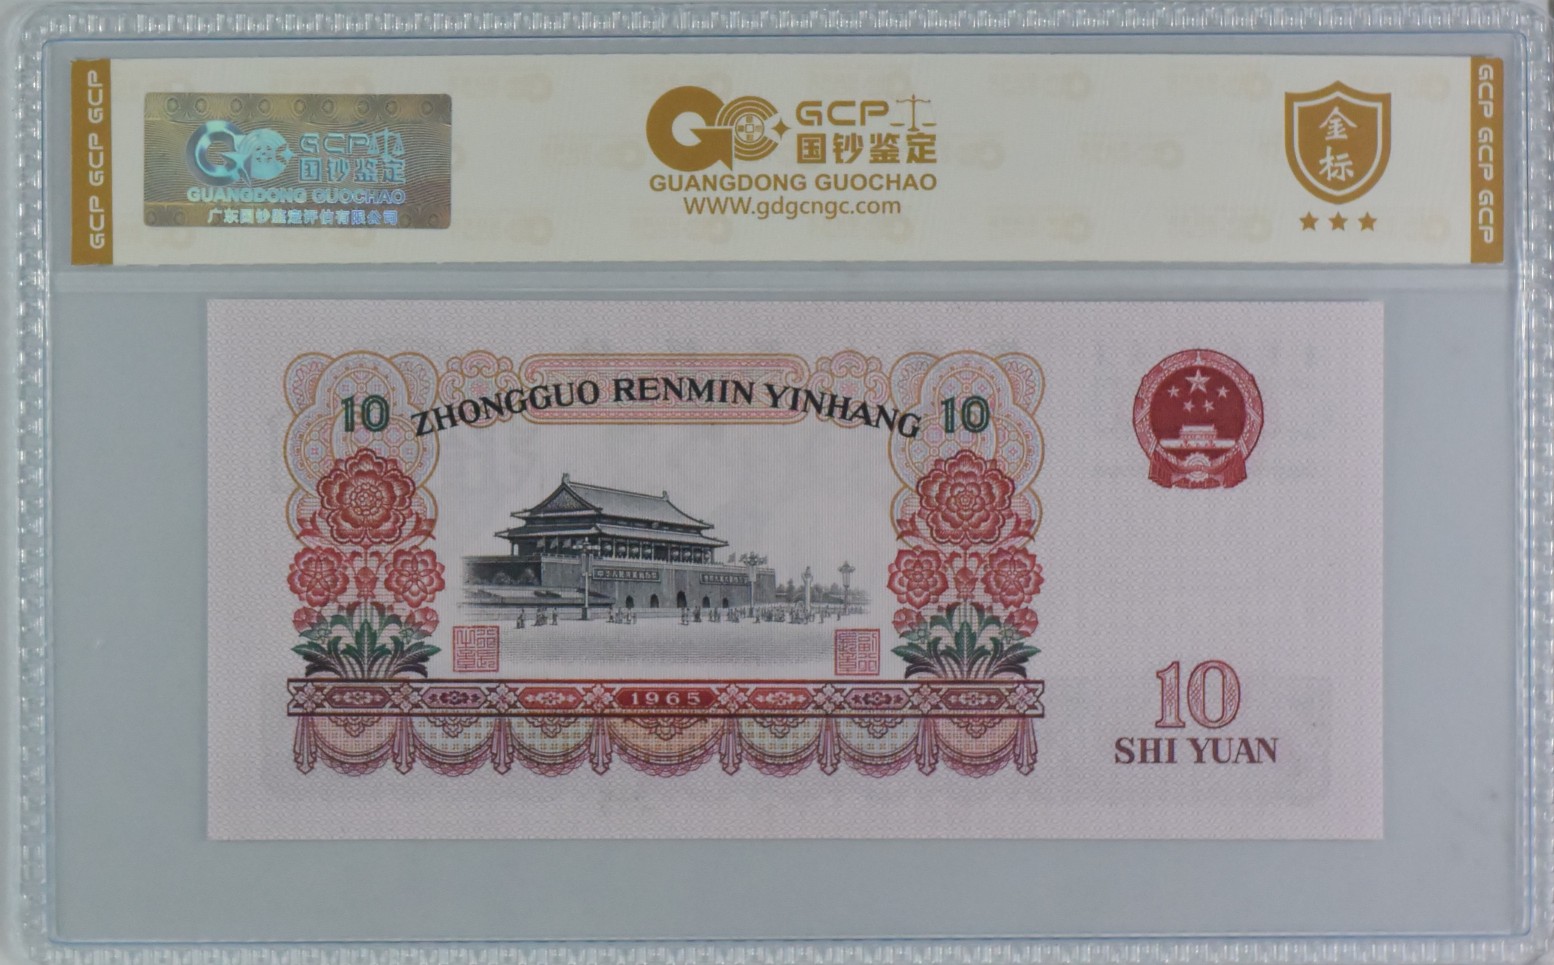 GCP GCP GCP
GCP
国钞鉴定
GUANGDONG GUOCHAO
广东国钞鉴定评估有限公司
GCP
国钞鉴定
GUANGDONG GUOCHAO
WWW.gdgcngc.com
金
标
GCP GCP GCP
ZHONGGUO RENMIN YINHANG
10
10
1965
10
SHI YUAN